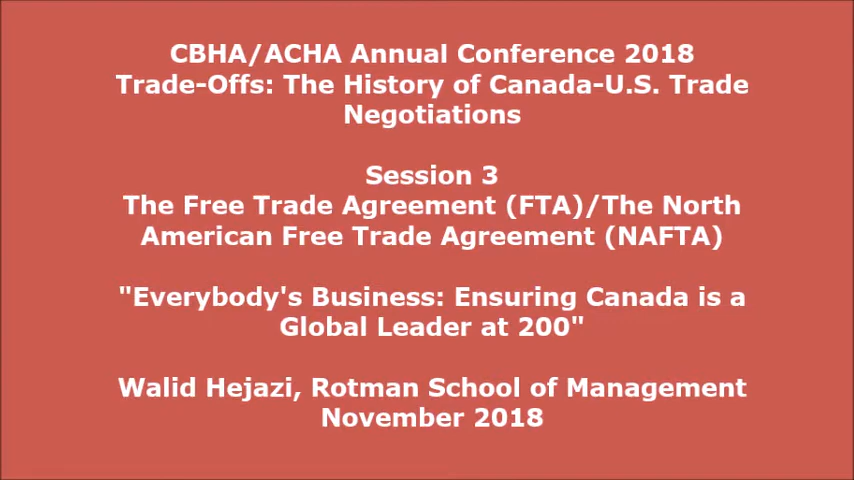 CBHA/ACHA Annual Conference 2018
Trade-Offs: The History of Canada-U.S. Trade
Negotiations
Session 3
The Free Trade Agreement (FTA)/The North
American Free Trade Agreement (NAFTA)
"Everybody's Business: Ensuring Canada is a
Global Leader at 200"
Walid Hejazi, Rotman School of Management
November 2018